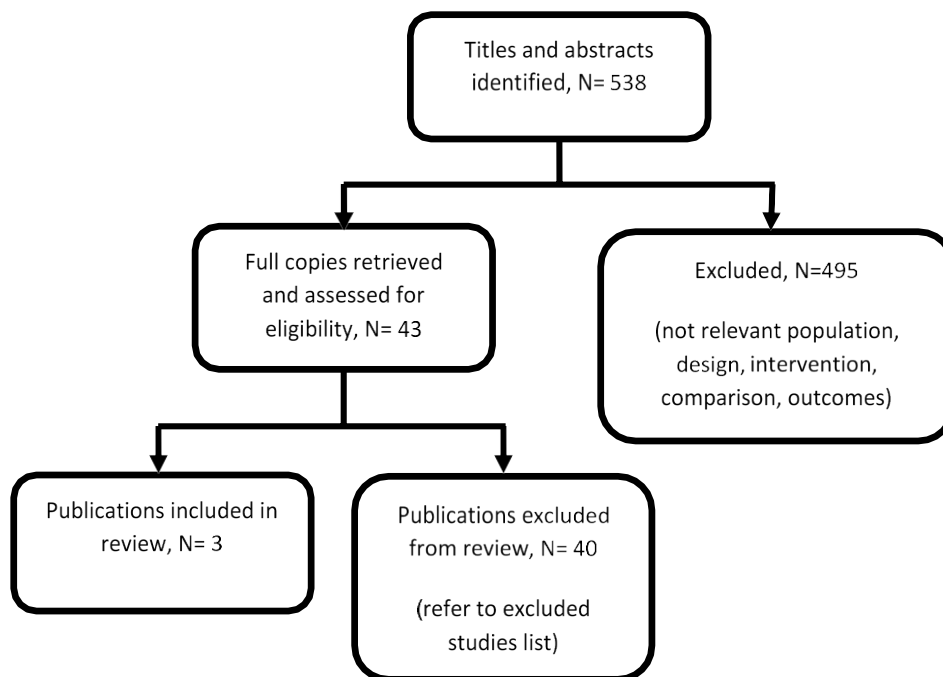 Titles and abstracts
identified, N= 538
Full copies retrieved
and assessed for
eligibility, N= 43
Excluded, N=495
(not relevant population,
design, intervention,
comparison, outcomes)
Publications included in
review, N= 3
Publications excluded
from review, N= 40
(refer to excluded
studies list)